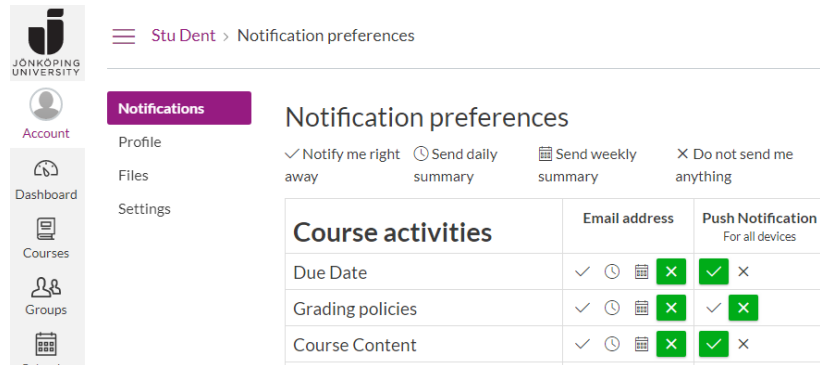 JÖNKÖPING
UNIVERSITY
Stu Dent > Notification preferences
Account
Dashboard
Courses
Groups
Notifications
Profile
Files
Settings
Notification preferences
Notify me right away
Send daily summary
Send weekly summary
Do not send me anything
Course activities
Email address
Push Notification
For all devices
Due Date
Grading policies
Course Content